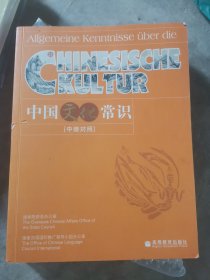 Allgemeine Kenntnisse über die
CHINESISCHE
KULTUR
中国文化常识
[中德对照]
国务院侨务办公室
The Overseas Chinese Affairs Office of
the State Council
国家汉语国际推广领导小组办公室
The Office of Chinese Language
Council International
高等教育出版社